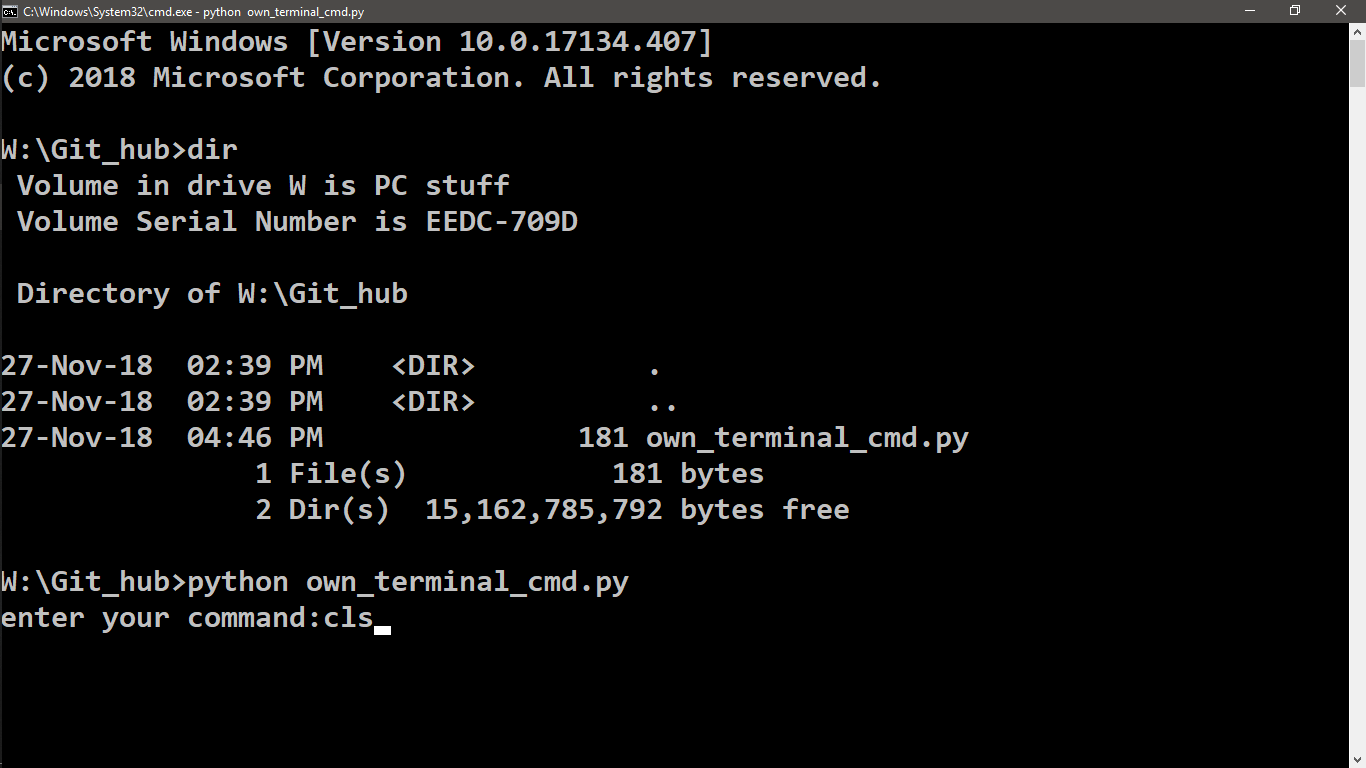 C:\Windows\System32\cmd.exe - python  own_terminal_cmd.py
Microsoft Windows [Version 10.0.17134.407]
(c) 2018 Microsoft Corporation. All rights reserved.
W:\Git_hub>dir
 Volume in drive W is PC stuff
 Volume Serial Number is EEDC-709D
 Directory of W:\Git_hub
27-Nov-18  02:39 PM    <DIR>          .
27-Nov-18  02:39 PM    <DIR>          ..
27-Nov-18  04:46 PM               181 own_terminal_cmd.py
               1 File(s)            181 bytes
               2 Dir(s)  15,162,785,792 bytes free
W:\Git_hub>python own_terminal_cmd.py
enter your command:cls